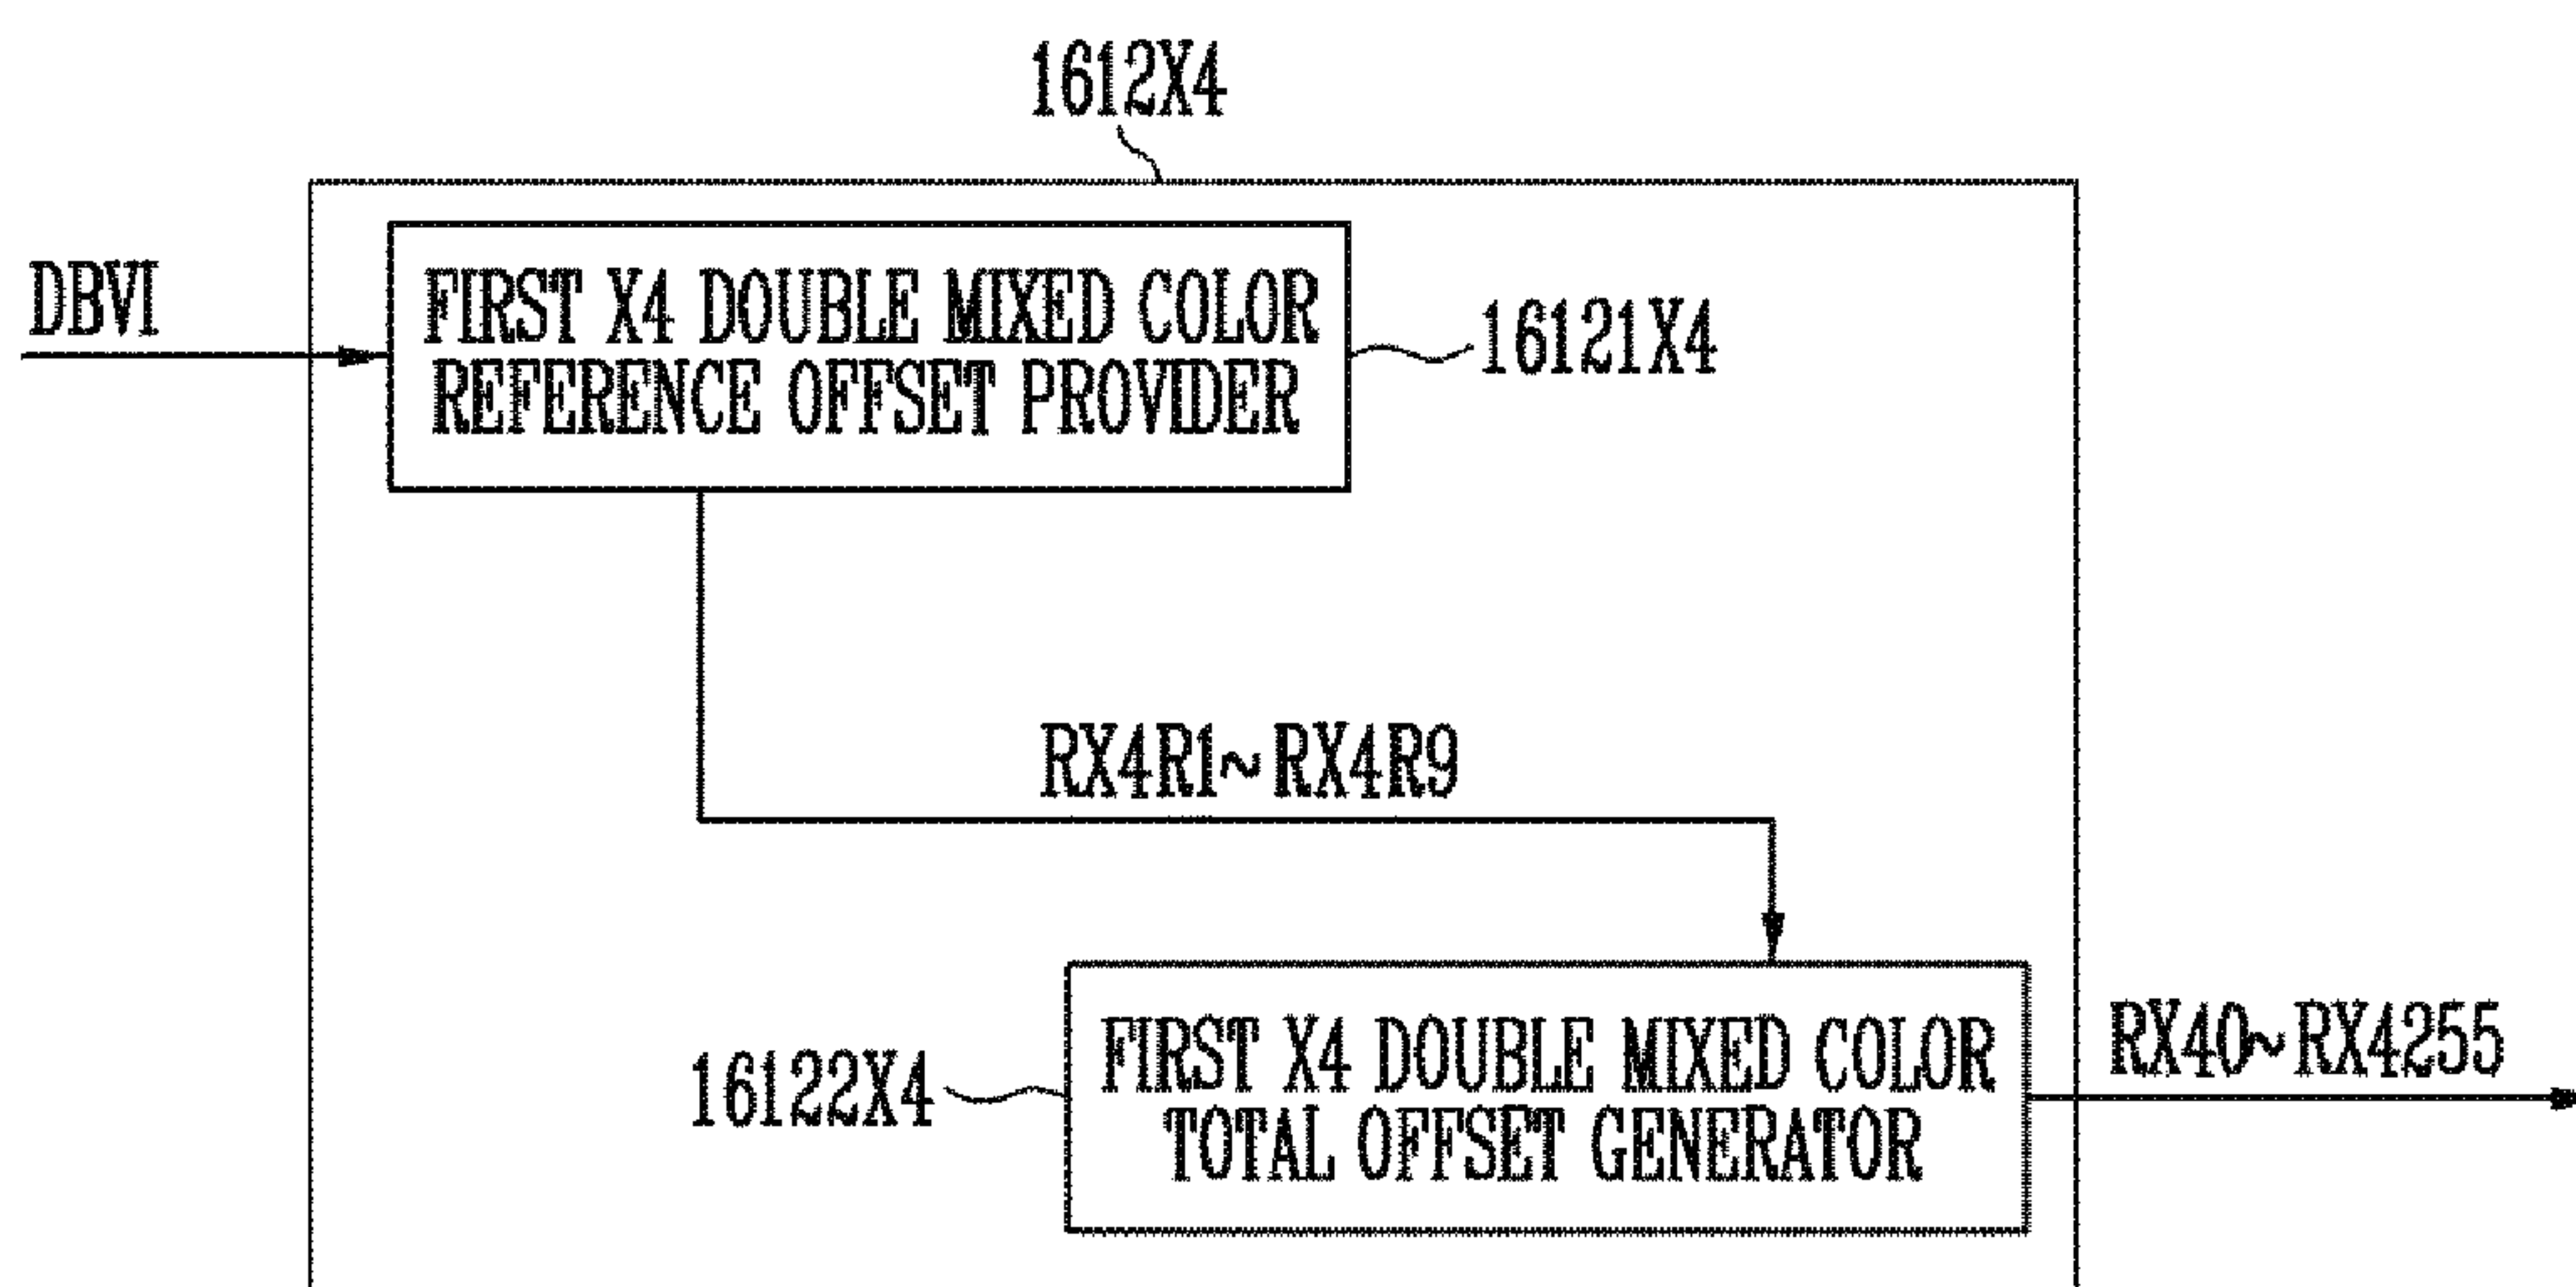 1612X4
DBVI
FIRST X4 DOUBLE MIXED COLOR
REFERENCE OFFSET PROVIDER
16121X4
RX4R1~RX4R9
FIRST X4 DOUBLE MIXED COLOR
TOTAL OFFSET GENERATOR
16122X4
RX40~RX4255